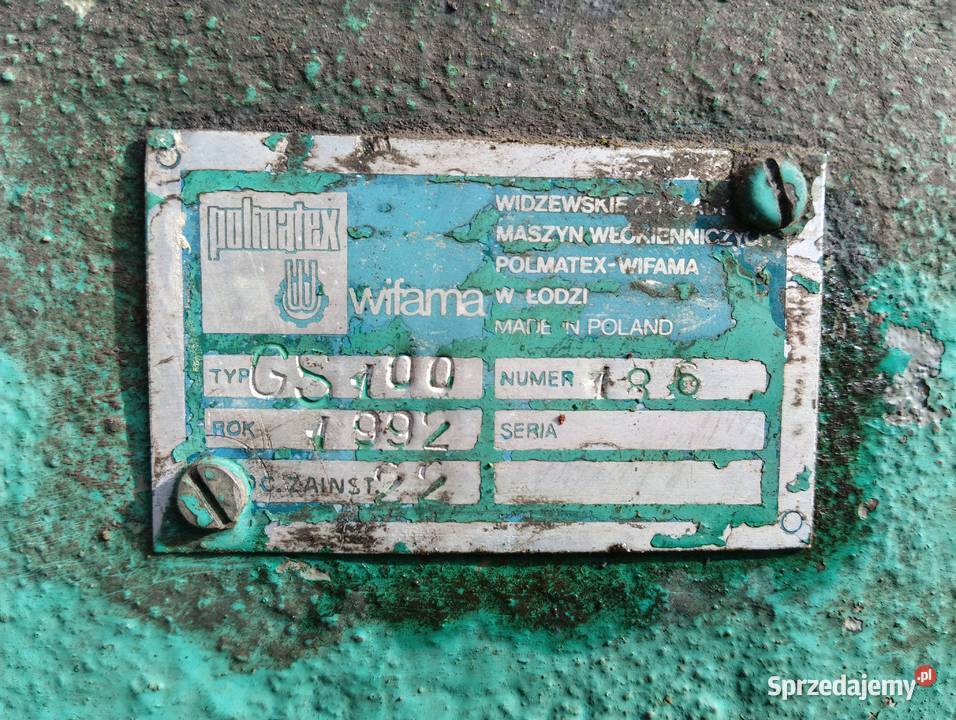 polmatex
wifama
WIDZEWSKIE
MASZYN WŁÓKIENNICZYCH
POLMATEX-WIFAMA
W ŁODZI
MADE IN POLAND
TYP GS 100
NUMER 186
ROK 1992
SERIA
ZAINST. 22
Sprzedajemy.pl